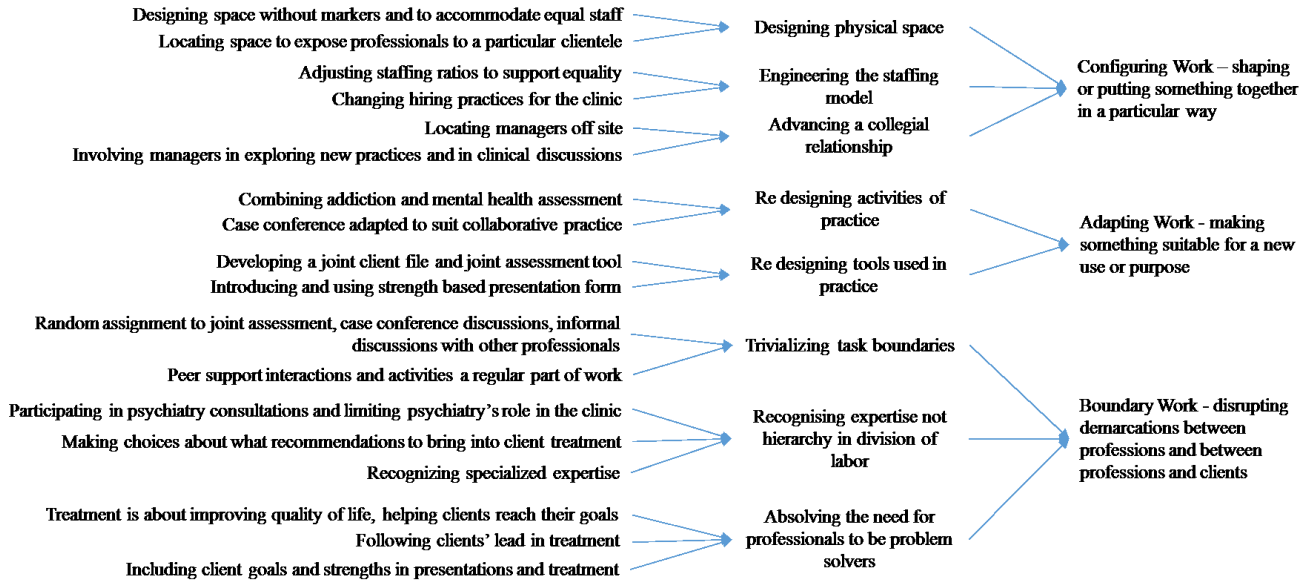 Designing space without markers and to accommodate equal staff
Locating space to expose professionals to a particular clientele
Designing physical space
Adjusting staffing ratios to support equality
Changing hiring practices for the clinic
Engineering the staffing
model
Locating managers off site
Involving managers in exploring new practices and in clinical discussions
Advancing a collegial
relationship
Configuring Work – shaping
or putting something together
in a particular way
Combining addiction and mental health assessment
Case conference adapted to suit collaborative practice
Re designing activities of
practice
Developing a joint client file and joint assessment tool
Introducing and using strength based presentation form
Re designing tools used in
practice
Adapting Work - making
something suitable for a new
use or purpose
Random assignment to joint assessment, case conference discussions, informal
discussions with other professionals
Peer support interactions and activities a regular part of work
Trivializing task boundaries
Participating in psychiatry consultations and limiting psychiatry's role in the clinic
Making choices about what recommendations to bring into client treatment
Recognizing specialized expertise
Recognising expertise not
hierarchy in division of
labor
Treatment is about improving quality of life, helping clients reach their goals
Following clients' lead in treatment
Including client goals and strengths in presentations and treatment
Absolving the need for
professionals to be problem
solvers
Boundary Work - disrupting
demarcations between
professions and between
professions and clients